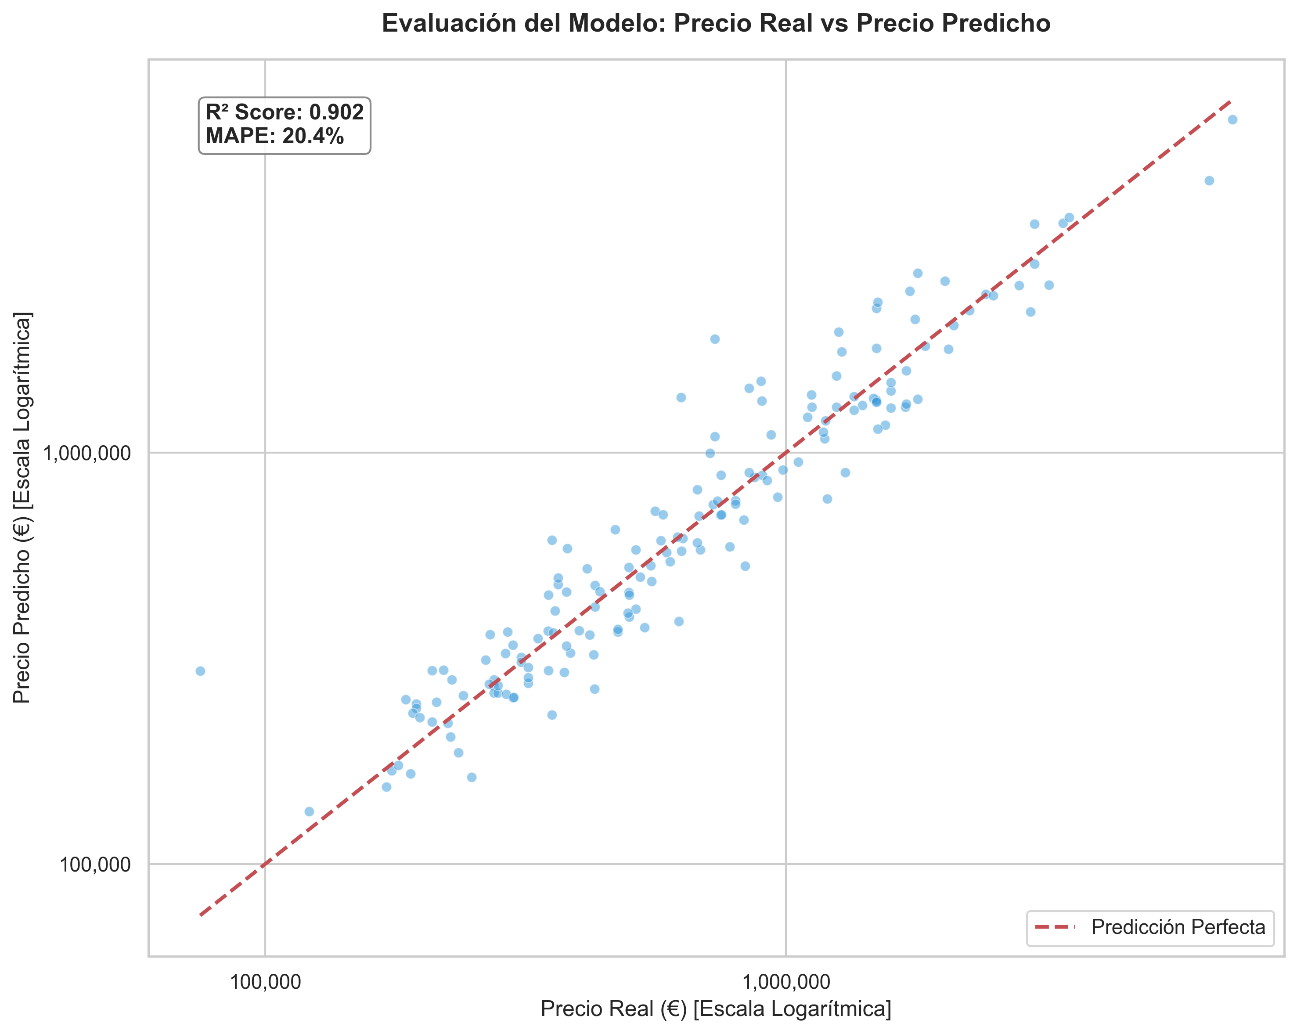 Evaluación del Modelo: Precio Real vs Precio Predicho
R² Score: 0.902
MAPE: 20.4%
Precio Predicho (€) [Escala Logarítmica]
1,000,000
100,000
Predicción Perfecta
100,000
1,000,000
Precio Real (€) [Escala Logarítmica]